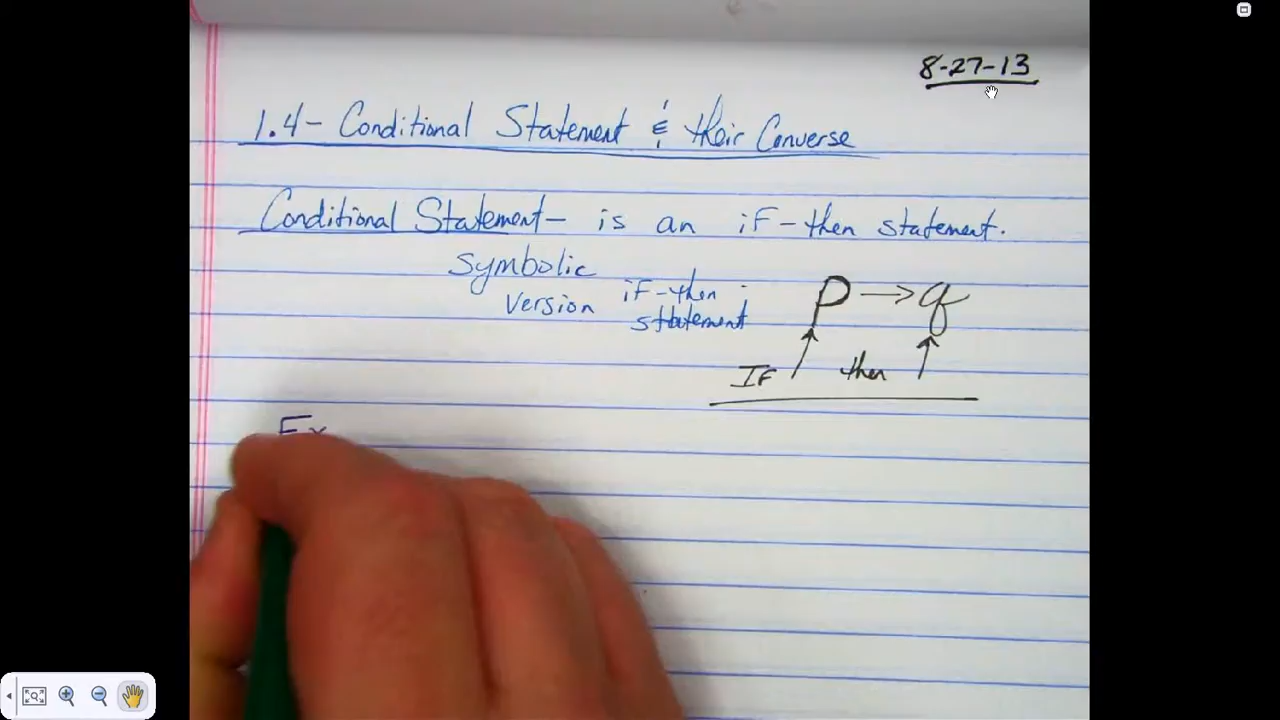 8-27-13
1.4- Conditional Statement & their Converse
Conditional Statement- is an if-then statement.
Symbolic
version if-then :
statement
P → q
If then
Ex